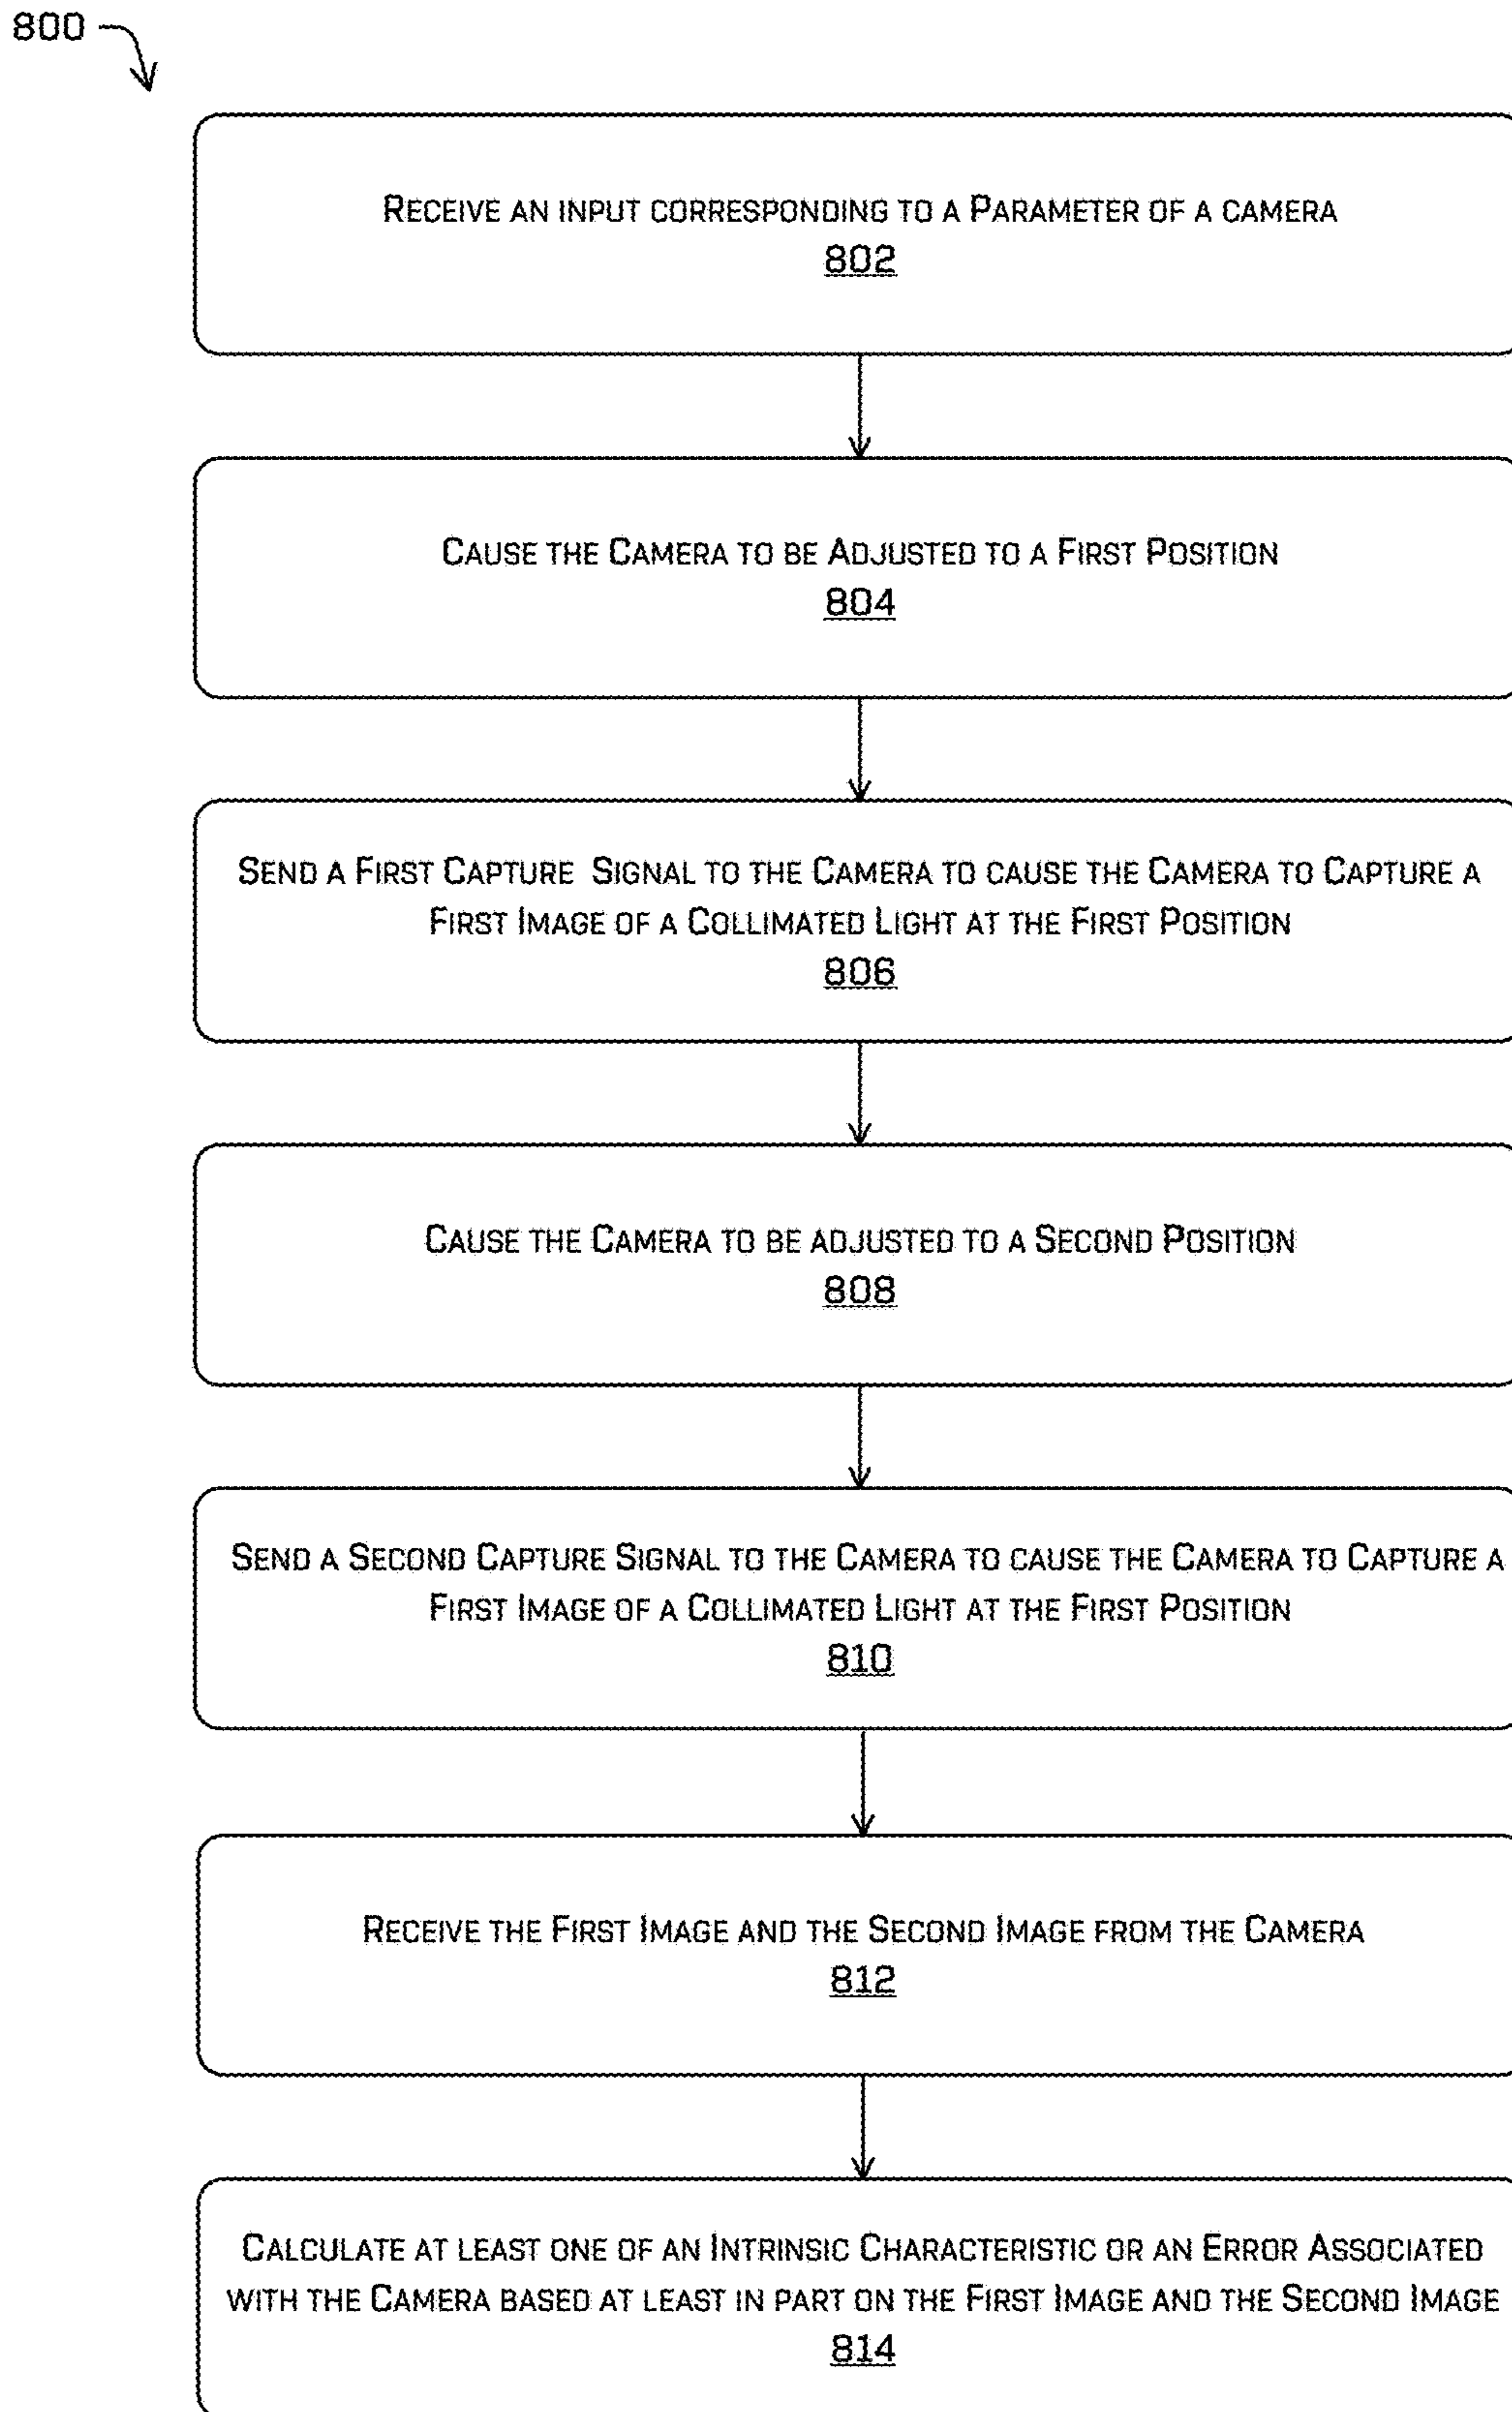 800
Receive an input corresponding to a Parameter of a camera
802
Cause the Camera to be Adjusted to a First Position
804
Send a First Capture Signal to the Camera to cause the Camera to Capture a
First Image of a Collimated Light at the First Position
806
Cause the Camera to be adjusted to a Second Position
808
Send a Second Capture Signal to the Camera to cause the Camera to Capture a
First Image of a Collimated Light at the First Position
810
Receive the First Image and the Second Image from the Camera
812
Calculate at least one of an Intrinsic Characteristic or an Error Associated
with the Camera based at least in part on the First Image and the Second Image
814